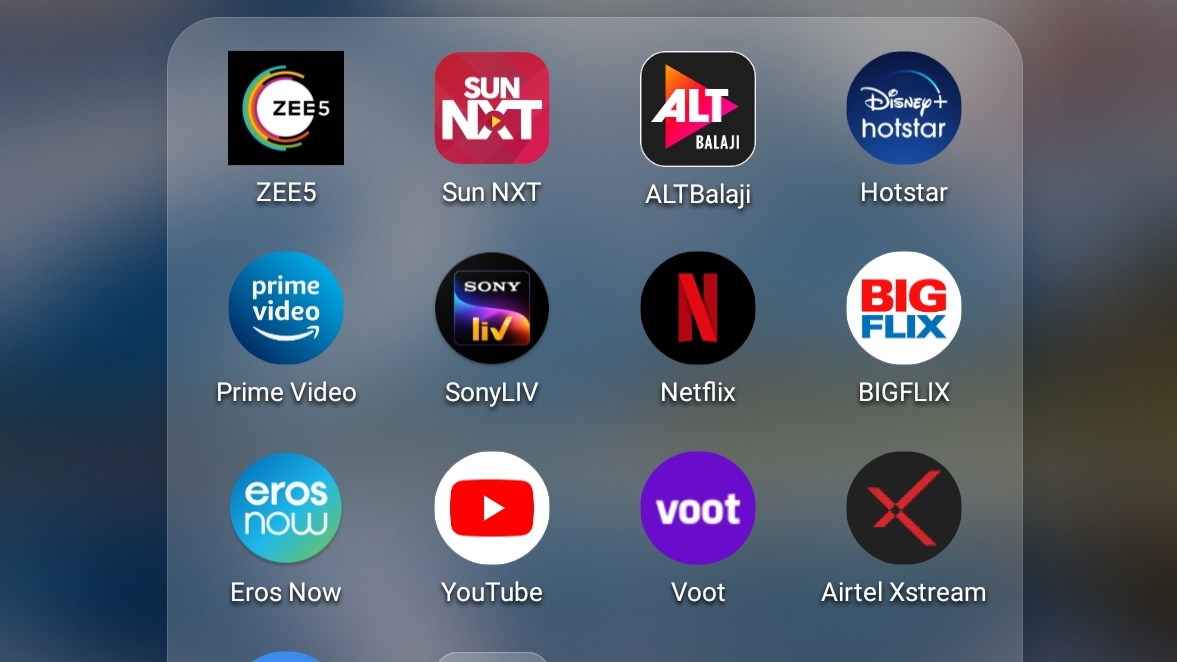 ZEE5
SUN
NXT
ALT
BALAJI
Disney+
hotstar
ZEE5
Sun NXT
ALTBalaji
Hotstar
prime
video
SONY
liv
N
BIG
FLIX
Prime Video
SonyLIV
Netflix
BIGFLIX
eros
now
voot
X
Eros Now
YouTube
Voot
Airtel Xstream